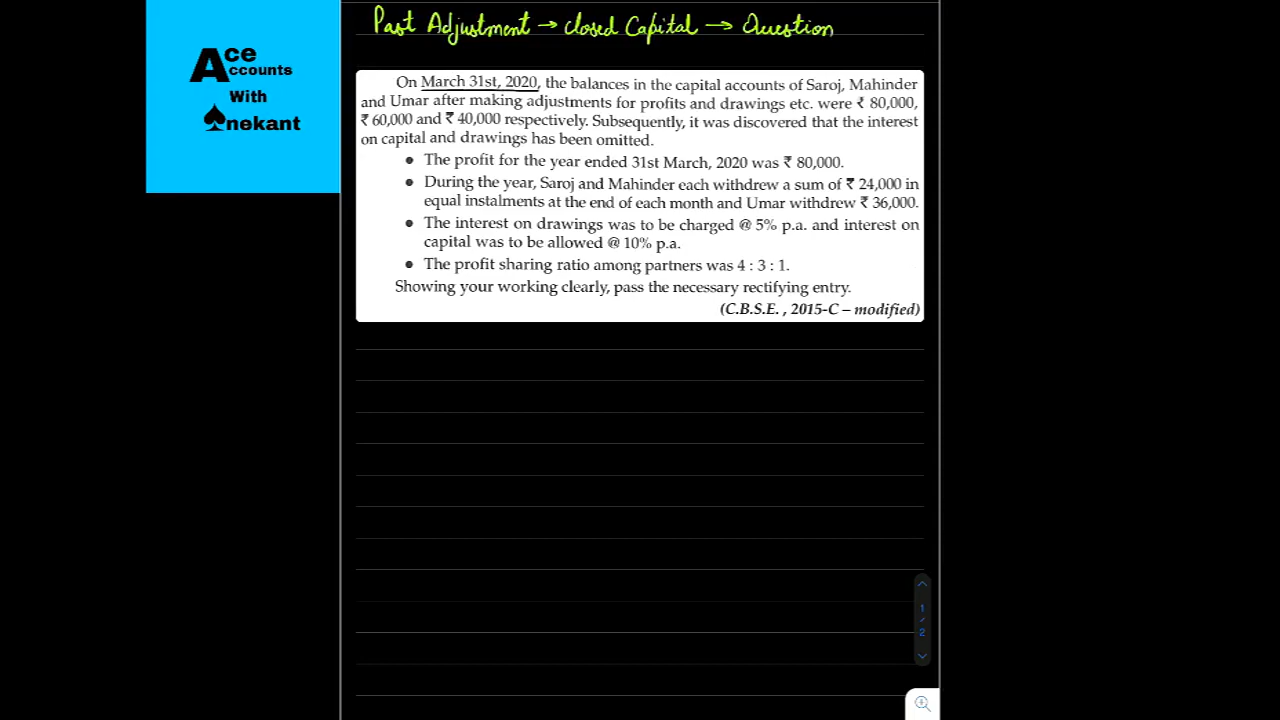 Past Adjustment → Closed Capital → Question
Ace
Accounts
With
Anekant
On March 31st, 2020, the balances in the capital accounts of Saroj, Mahinder
and Umar after making adjustments for profits and drawings etc. were ₹ 80,000,
₹ 60,000 and ₹ 40,000 respectively. Subsequently, it was discovered that the interest
on capital and drawings has been omitted.
• The profit for the year ended 31st March, 2020 was ₹ 80,000.
• During the year, Saroj and Mahinder each withdrew a sum of ₹ 24,000 in
equal instalments at the end of each month and Umar withdrew ₹ 36,000.
• The interest on drawings was to be charged @ 5% p.a. and interest on
capital was to be allowed @ 10% p.a.
• The profit sharing ratio among partners was 4 : 3 : 1.
Showing your working clearly, pass the necessary rectifying entry.
(C.B.S.E. , 2015-C – modified)
1
/
2